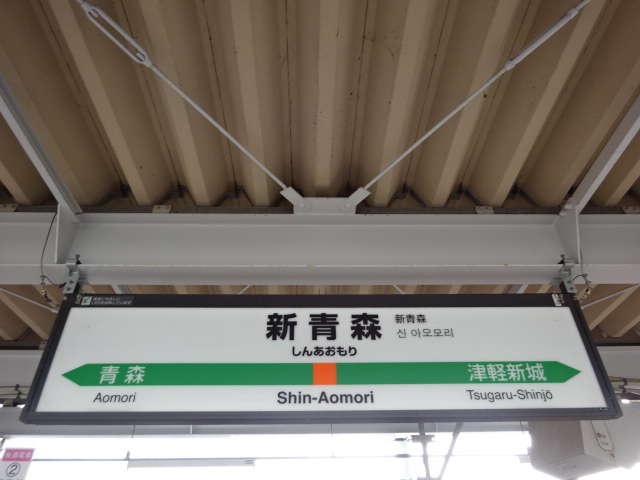 新青森
新青森
신 아오모리
しんあおもり
青森
津軽新城
Aomori
Shin-Aomori
Tsugaru-Shinjō
②